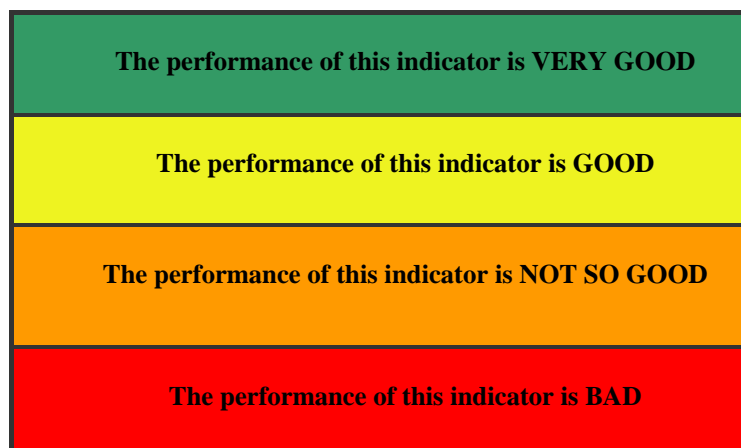 The performance of this indicator is VERY GOOD
The performance of this indicator is GOOD
The performance of this indicator is NOT SO GOOD
The performance of this indicator is BAD